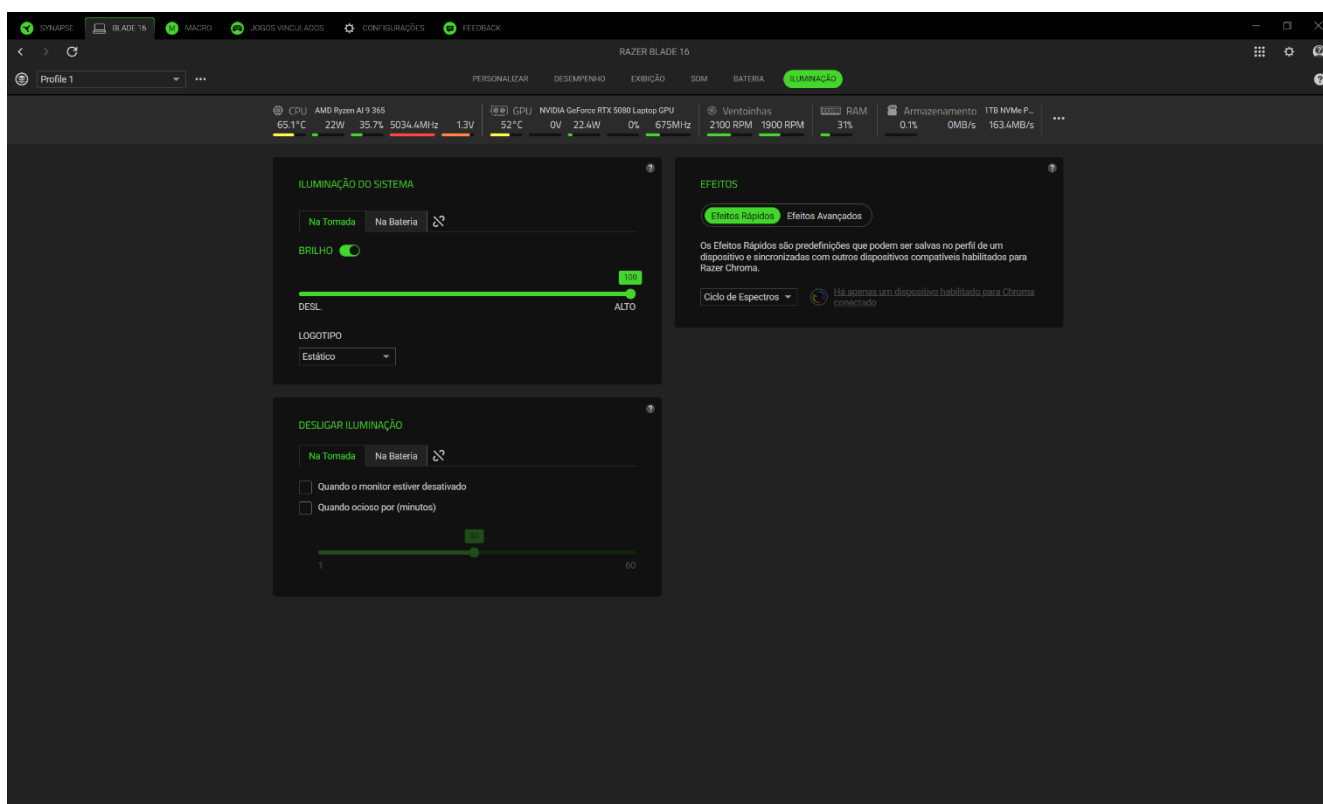 SYNAPSE BLADE 16 MACRO JOGOS VINCULADOS CONFIGURAÇÕES FEEDBACK
RAZER BLADE 16
Profile 1
PERSONALIZAR DESEMPENHO EXIBIÇÃO SOM BATERIA ILUMINAÇÃO
CPU AMD Ryzen AI 9 365
65.1°C 22W 35.7% 5034.4MHz 1.3V
GPU NVIDIA GeForce RTX 5080 Laptop GPU
52°C 0V 22.4W 0% 675MHz
Ventoinhas
2100 RPM 1900 RPM
RAM
31%
Armazenamento 1TB NVMe P...
0.1% 0MB/s 163.4MB/s
ILUMINAÇÃO DO SISTEMA
Na Tomada Na Bateria
BRILHO
100
DESL. ALTO
LOGOTIPO
Estático
EFEITOS
Efeitos Rápidos Efeitos Avançados
Os Efeitos Rápidos são predefinições que podem ser salvas no perfil de um
dispositivo e sincronizadas com outros dispositivos compatíveis habilitados para
Razer Chroma.
Ciclo de Espectros
Há apenas um dispositivo habilitado para Chroma
conectado
DESLIGAR ILUMINAÇÃO
Na Tomada Na Bateria
Quando o monitor estiver desativado
Quando ocioso por (minutos)
30
1 60